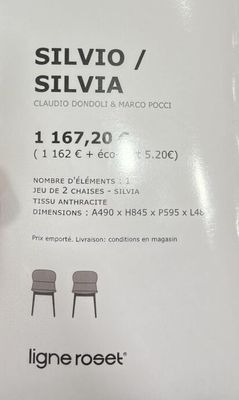 SILVIO /
SILVIA
CLAUDIO DONDOLI & MARCO POCCI
1 167,20 €
( 1 162 € + 5.20€)
NOMBRE D'ÉLÉMENTS : 1
JEU DE 2 CHAISES - SILVIA
TISSU ANTHRACITE
DIMENSIONS : A490 x H845 x P595 x
Prix emporté. Livraison: conditions en magasin
ligne roset®